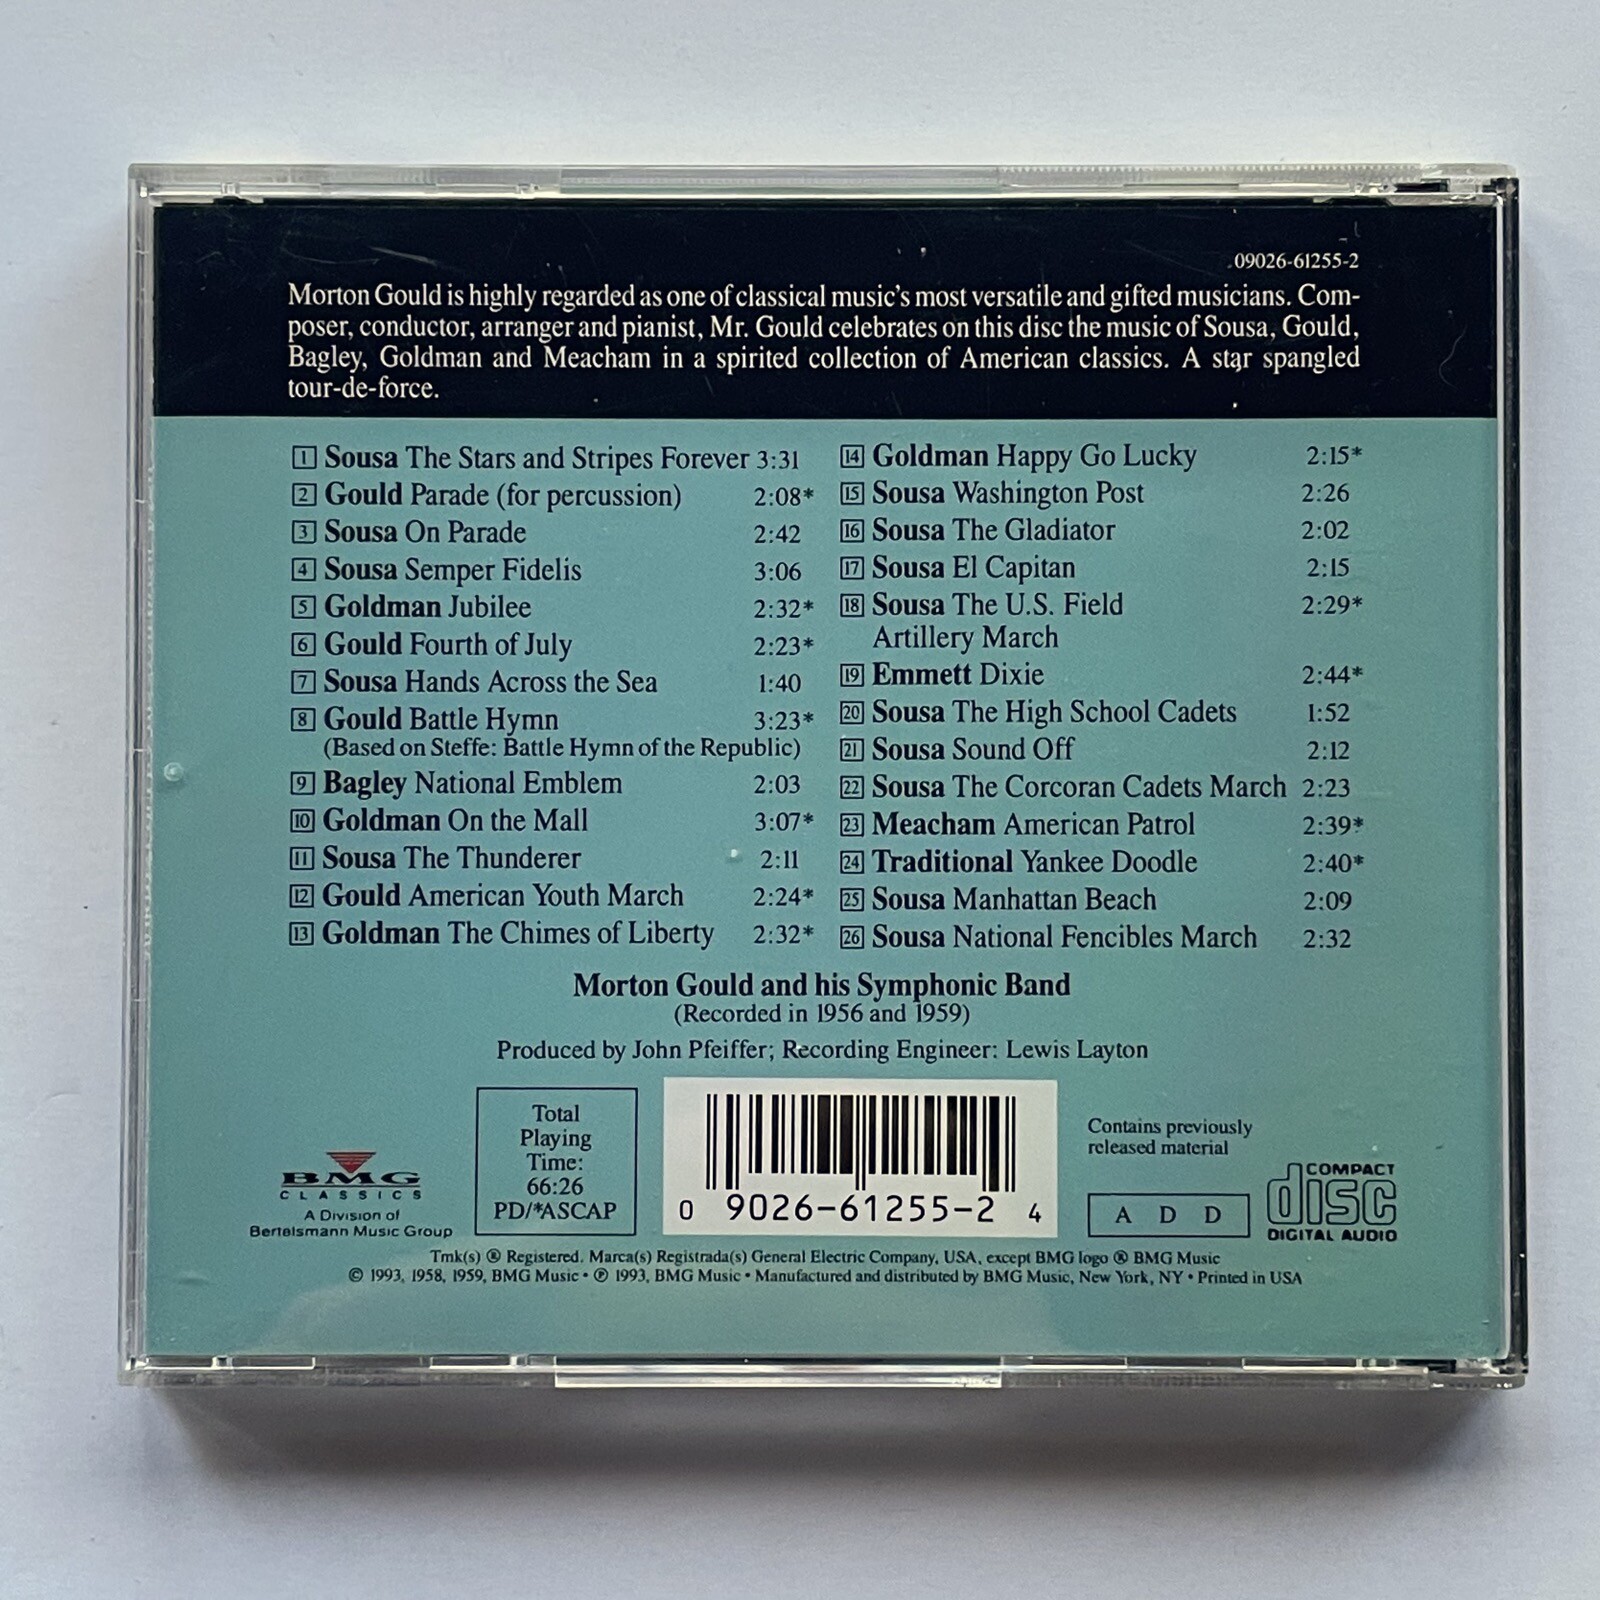 09026-61255-2
Morton Gould is highly regarded as one of classical music's most versatile and gifted musicians. Com-
poser, conductor, arranger and pianist, Mr. Gould celebrates on this disc the music of Sousa, Gould,
Bagley, Goldman and Meacham in a spirited collection of American classics. A star spangled
tour-de-force.
1 Sousa The Stars and Stripes Forever 3:31
2 Gould Parade (for percussion) 2:08*
3 Sousa On Parade 2:42
4 Sousa Semper Fidelis 3:06
5 Goldman Jubilee 2:32*
6 Gould Fourth of July 2:23*
7 Sousa Hands Across the Sea 1:40
8 Gould Battle Hymn 3:23*
(Based on Steffe: Battle Hymn of the Republic)
9 Bagley National Emblem 2:03
10 Goldman On the Mall 3:07*
11 Sousa The Thunderer 2:11
12 Gould American Youth March 2:24*
13 Goldman The Chimes of Liberty 2:32*
14 Goldman Happy Go Lucky 2:15*
15 Sousa Washington Post 2:26
16 Sousa The Gladiator 2:02
17 Sousa El Capitan 2:15
18 Sousa The U.S. Field 2:29*
Artillery March
19 Emmett Dixie 2:44*
20 Sousa The High School Cadets 1:52
21 Sousa Sound Off 2:12
22 Sousa The Corcoran Cadets March 2:23
23 Meacham American Patrol 2:39*
24 Traditional Yankee Doodle 2:40*
25 Sousa Manhattan Beach 2:09
26 Sousa National Fencibles March 2:32
Morton Gould and his Symphonic Band
(Recorded in 1956 and 1959)
Produced by John Pfeiffer; Recording Engineer: Lewis Layton
BMG
CLASSICS
A Division of
Bertelsmann Music Group
Total
Playing
Time:
66:26
PD/*ASCAP
0 9026-61255-2 4
Contains previously
released material
A D D
COMPACT
disc
DIGITAL AUDIO
Tmk(s) ® Registered. Marca(s) Registrada(s) General Electric Company, USA, except BMG logo ® BMG Music
© 1993, 1958, 1959, BMG Music • ℗ 1993, BMG Music • Manufactured and distributed by BMG Music, New York, NY • Printed in USA